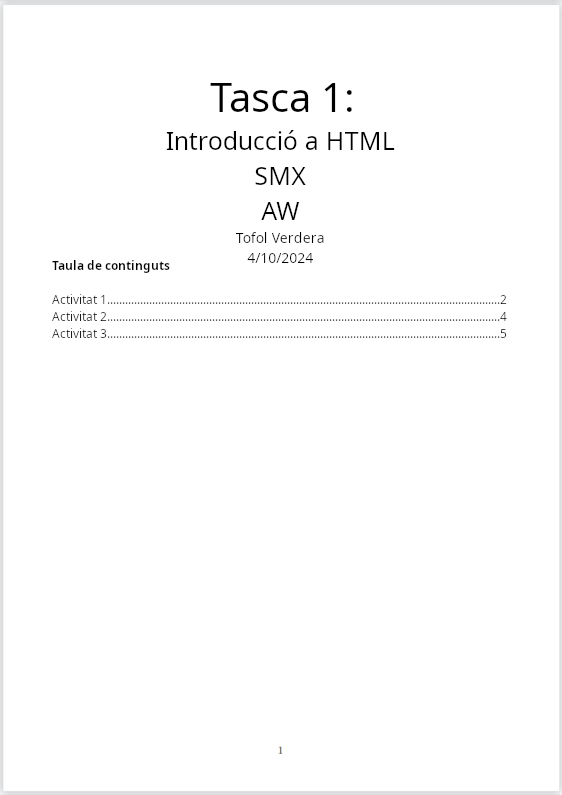 Tasca 1:
Introducció a HTML
SMX
AW
Tofol Verdera
4/10/2024
Taula de continguts
Activitat 1...................................................................................................................................2
Activitat 2...................................................................................................................................4
Activitat 3...................................................................................................................................5
1